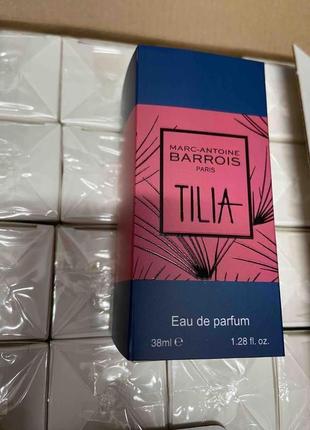 MARC-ANTOINE
BARROIS
PARIS
TILIA
Eau de parfum
38ml ℮ 1.28 fl. oz.